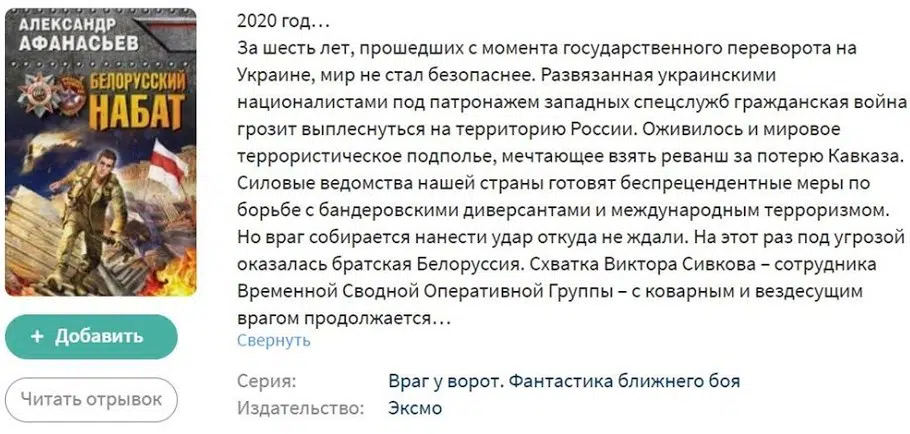 АЛЕКСАНДР
АФАНАСЬЕВ
БЕЛОРУССКИЙ
НАБАТ
+ Добавить
Читать отрывок
2020 год…
За шесть лет, прошедших с момента государственного переворота на
Украине, мир не стал безопаснее. Развязанная украинскими
националистами под патронажем западных спецслужб гражданская война
грозит выплеснуться на территорию России. Оживилось и мировое
террористическое подполье, мечтающее взять реванш за потерю Кавказа.
Силовые ведомства нашей страны готовят беспрецендентные меры по
борьбе с бандеровскими диверсантами и международным терроризмом.
Но враг собирается нанести удар откуда не ждали. На этот раз под угрозой
оказалась братская Белоруссия. Схватка Виктора Сивкова – сотрудника
Временной Сводной Оперативной Группы – с коварным и вездесущим
врагом продолжается…
Свернуть
Серия: Враг у ворот. Фантастика ближнего боя
Издательство: Эксмо